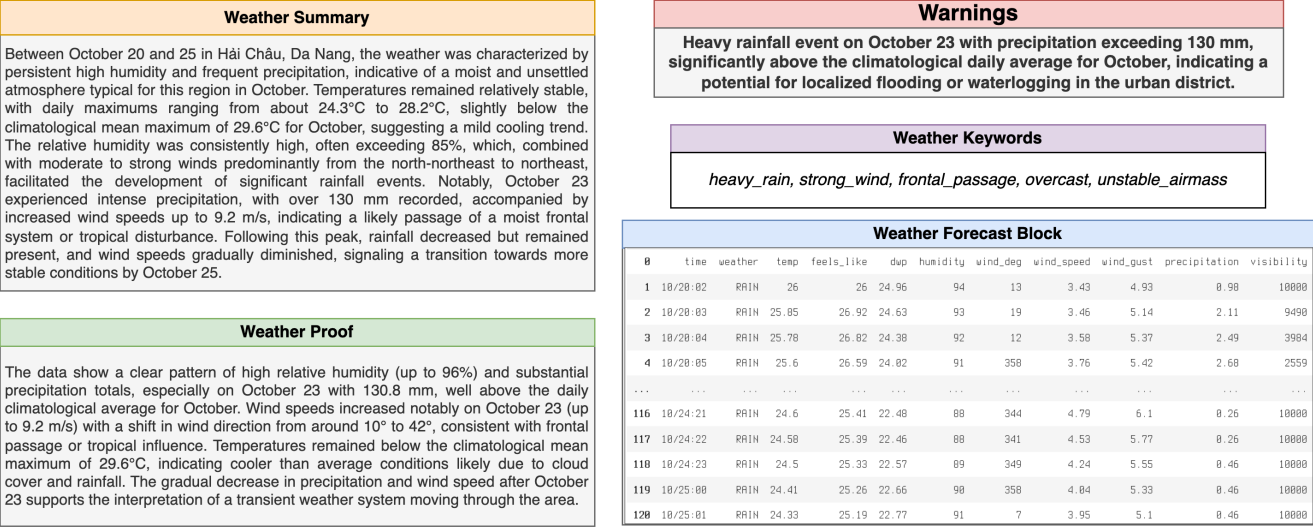 Weather Summary
Between October 20 and 25 in Hải Châu, Da Nang, the weather was characterized by
persistent high humidity and frequent precipitation, indicative of a moist and unsettled
atmosphere typical for this region in October. Temperatures remained relatively stable,
with daily maximums ranging from about 24.3°C to 28.2°C, slightly below the
climatological mean maximum of 29.6°C for October, suggesting a mild cooling trend.
The relative humidity was consistently high, often exceeding 85%, which, combined
with moderate to strong winds predominantly from the north-northeast to northeast,
facilitated the development of significant rainfall events. Notably, October 23
experienced intense precipitation, with over 130 mm recorded, accompanied by
increased wind speeds up to 9.2 m/s, indicating a likely passage of a moist frontal
system or tropical disturbance. Following this peak, rainfall decreased but remained
present, and wind speeds gradually diminished, signaling a transition towards more
stable conditions by October 25.
Weather Proof
The data show a clear pattern of high relative humidity (up to 96%) and substantial
precipitation totals, especially on October 23 with 130.8 mm, well above the daily
climatological average for October. Wind speeds increased notably on October 23 (up
to 9.2 m/s) with a shift in wind direction from around 10° to 42°, consistent with frontal
passage or tropical influence. Temperatures remained below the climatological mean
maximum of 29.6°C, indicating cooler than average conditions likely due to cloud
cover and rainfall. The gradual decrease in precipitation and wind speed after October
23 supports the interpretation of a transient weather system moving through the area.
Warnings
Heavy rainfall event on October 23 with precipitation exceeding 130 mm,
significantly above the climatological daily average for October, indicating a
potential for localized flooding or waterlogging in the urban district.
Weather Keywords
heavy_rain, strong_wind, frontal_passage, overcast, unstable_airmass
Weather Forecast Block
0 time weather temp feels_like dwp humidity wind_deg wind_speed wind_gust precipitation visibility
1 10/20:02 RAIN 26 26 24.96 94 13 3.43 4.93 0.98 10000
2 10/20:03 RAIN 25.85 26.92 24.63 93 19 3.46 5.14 2.11 9490
3 10/20:04 RAIN 25.78 26.82 24.38 92 12 3.58 5.37 2.49 3984
4 10/20:05 RAIN 25.6 26.59 24.02 91 358 3.76 5.42 2.68 2559
... ... ... ... ... ... ... ... ... ... ... ...
116 10/24:21 RAIN 24.6 25.41 22.48 88 344 4.79 6.1 0.26 10000
117 10/24:22 RAIN 24.58 25.39 22.46 88 341 4.53 5.77 0.26 10000
118 10/24:23 RAIN 24.5 25.33 22.57 89 349 4.24 5.55 0.46 10000
119 10/25:00 RAIN 24.41 25.26 22.66 90 358 4.04 5.33 0.46 10000
120 10/25:01 RAIN 24.33 25.19 22.77 91 7 3.95 5.1 0.46 10000